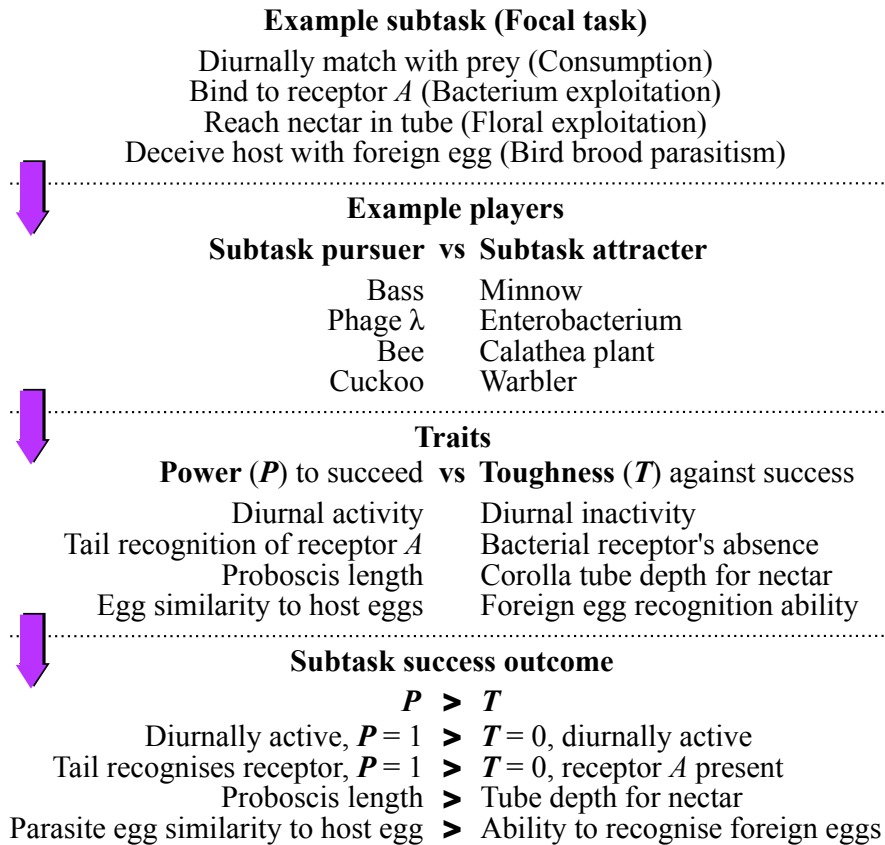 Example subtask (Focal task)
Diurnally match with prey (Consumption)
Bind to receptor A (Bacterium exploitation)
Reach nectar in tube (Floral exploitation)
Deceive host with foreign egg (Bird brood parasitism)
Example players
Subtask pursuer vs Subtask attracter
Bass Minnow
Phage λ Enterobacterium
Bee Calathea plant
Cuckoo Warbler
Traits
Power (P) to succeed vs Toughness (T) against success
Diurnal activity Diurnal inactivity
Tail recognition of receptor A Bacterial receptor's absence
Proboscis length Corolla tube depth for nectar
Egg similarity to host eggs Foreign egg recognition ability
Subtask success outcome
P > T
Diurnally active, P = 1 > T = 0, diurnally active
Tail recognises receptor, P = 1 > T = 0, receptor A present
Proboscis length > Tube depth for nectar
Parasite egg similarity to host egg > Ability to recognise foreign eggs